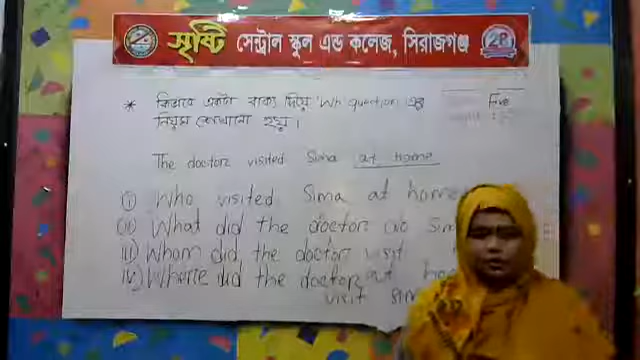 সৃষ্টি সেন্ট্রাল স্কুল এন্ড কলেজ, সিরাজগঞ্জ
Five
* কিভাবে একটা বাক্য দিয়ে 'Wh question' এর
নিয়ম শেখানো হয়।
The doctor visited Sima at home
i) Who visited Sima at home
ii) What did the doctor do
iii) Whom did the doctor visit
iv) Where did the doctor
visit